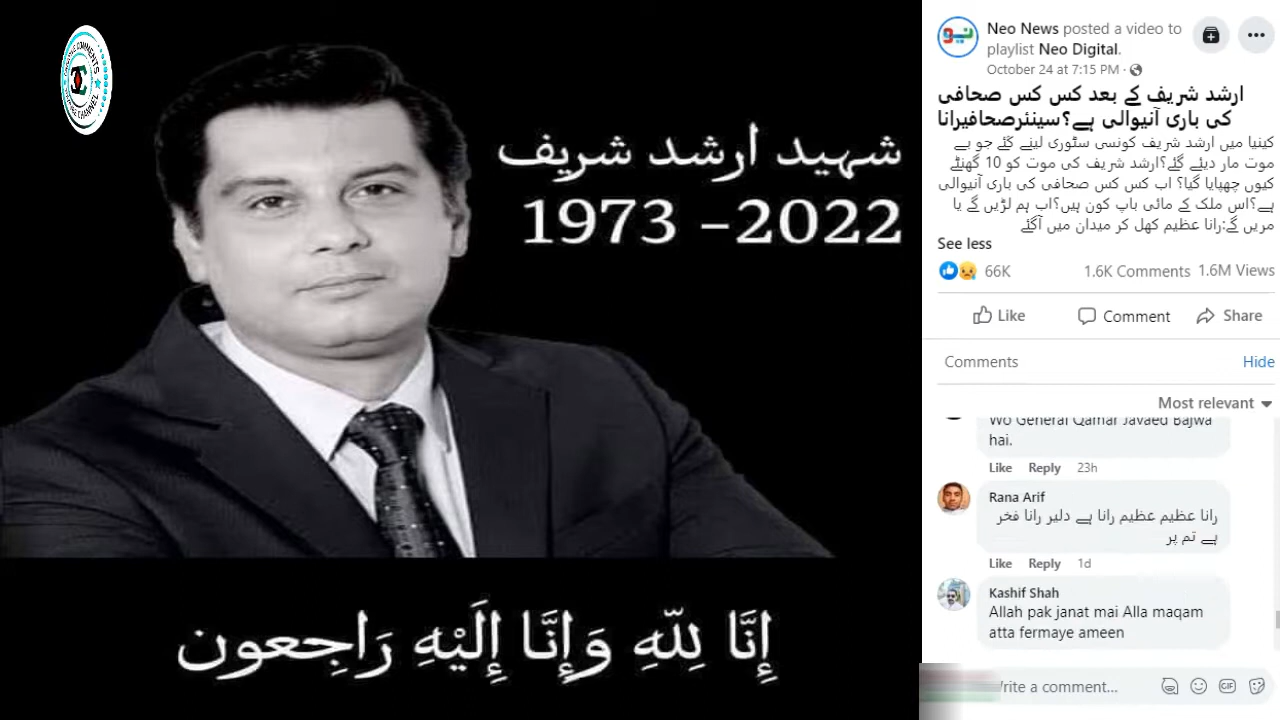 شہید ارشد شریف
1973 –2022
إِنَّا لِلّٰهِ وَإِنَّا إِلَيْهِ رَاجِعون
نیو
Neo News posted a video to
playlist Neo Digital.
October 24 at 7:15 PM ·
ارشد شریف کے بعد کس کس صحافی
کی باری آنیوالی ہے؟سینئرصحافیرانا
کینیا میں ارشد شریف کونسی سٹوری لینے گئے جو بے
موت مار دیئے گئے؟ارشد شریف کی موت کو 10 گھنٹے
کیوں چھپایا گیا؟ اب کس کس صحافی کی باری آنیوالی
ہے؟اس ملک کے مائی باپ کون ہیں؟اب ہم لڑیں گے یا
مریں گے:رانا عظیم کھل کر میدان میں آگئے
See less
66K
1.6K Comments 1.6M Views
Like Comment Share
Comments Hide
Most relevant
Wo General Qamar Javaed Bajwa
hai.
Like Reply 23h
Rana Arif
رانا عظیم عظیم رانا ہے دلیر رانا فخر
ہے تم پر
Like Reply 1d
Kashif Shah
Allah pak janat mai Alla maqam
atta fermaye ameen
rite a comment...
GIF